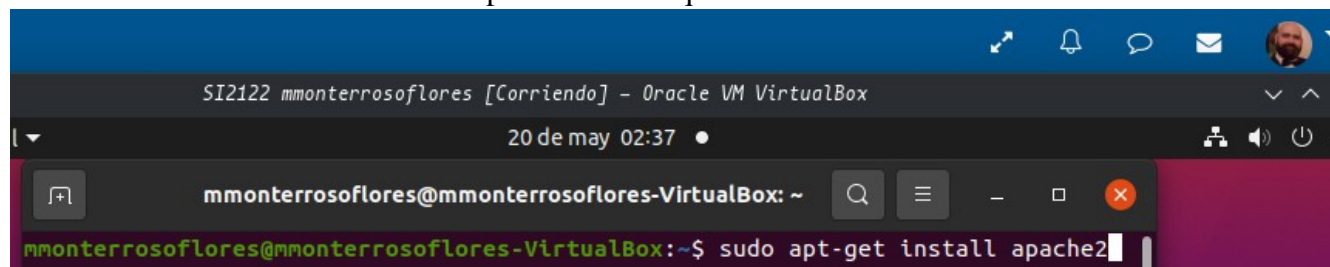 SI2122 mmonterrosoflores [Corriendo] – Oracle VM VirtualBox
20 de may 02:37
mmonterrosoflores@mmonterrosoflores-VirtualBox: ~
mmonterrosoflores@mmonterrosoflores-VirtualBox:~$ sudo apt-get install apache2